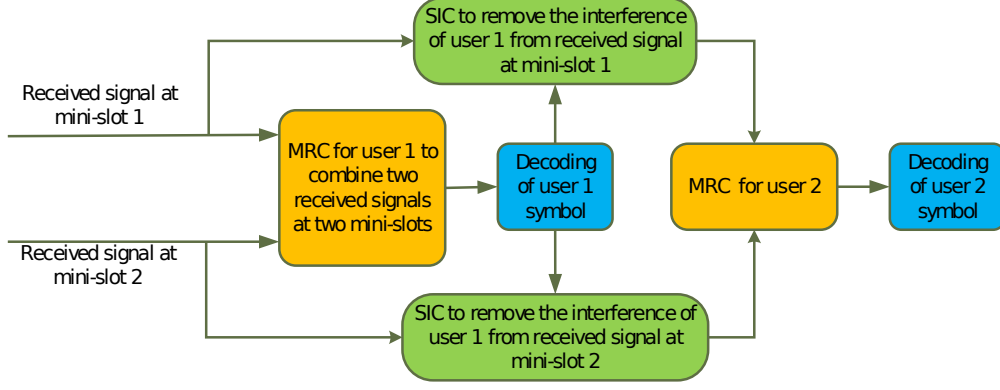 SIC to remove the interference
of user 1 from received signal
at mini-slot 1
Received signal at
mini-slot 1
MRC for user 1 to
combine two
received signals
at two mini-slots
Decoding
of user 1
symbol
MRC for user 2
Decoding
of user 2
symbol
Received signal at
mini-slot 2
SIC to remove the interference of
user 1 from received signal at
mini-slot 2